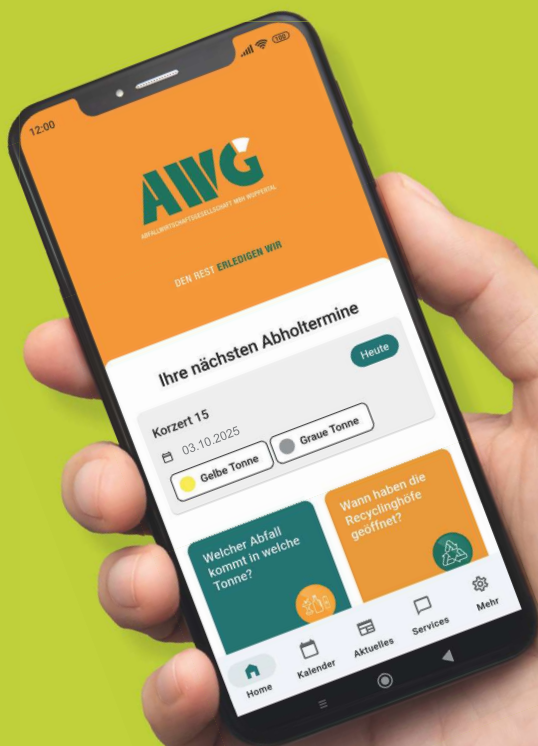 12:00
100
AWG
ABFALLWIRTSCHAFTSGESELLSCHAFT MBH WUPPERTAL
DEN REST ERLEDIGEN WIR
Ihre nächsten Abholtermine
Heute
Korzert 15
03.10.2025
Gelbe Tonne
Graue Tonne
Welcher Abfall
kommt in welche
Tonne?
Wann haben die
Recyclinghöfe
geöffnet?
Home
Kalender
Aktuelles
Services
Mehr